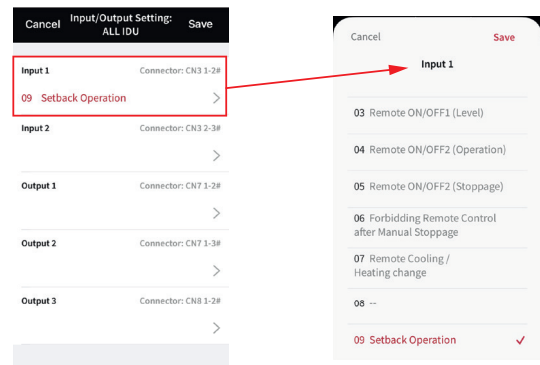 Cancel Input/Output Setting: Save
ALL IDU
Input 1 Connector: CN3 1-2#
09 Setback Operation
Input 2 Connector: CN3 2-3#
Output 1 Connector: CN7 1-2#
Output 2 Connector: CN7 1-3#
Output 3 Connector: CN8 1-2#
Cancel Save
Input 1
03 Remote ON/OFF1 (Level)
04 Remote ON/OFF2 (Operation)
05 Remote ON/OFF2 (Stoppage)
06 Forbidding Remote Control
after Manual Stoppage
07 Remote Cooling /
Heating change
08 --
09 Setback Operation